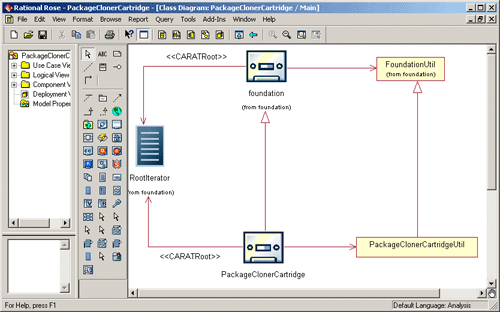 Rational Rose - PackageClonerCartridge - [Class Diagram: PackageClonerCartridge / Main]
File Edit View Format Report Browse Report Query Tools Add-Ins Window Help
PackageClonerC
Use Case View
Logical View
Component V
Deployment V
Model Proper
ABC
<<CARATRoot>>
foundation
(from foundation)
FoundationUtil
(from foundation)
RootIterator
(from foundation)
<<CARATRoot>>
PackageClonerCartridge
PackageClonerCartridgeUtil
For Help, press F1
Default Language: Analysis